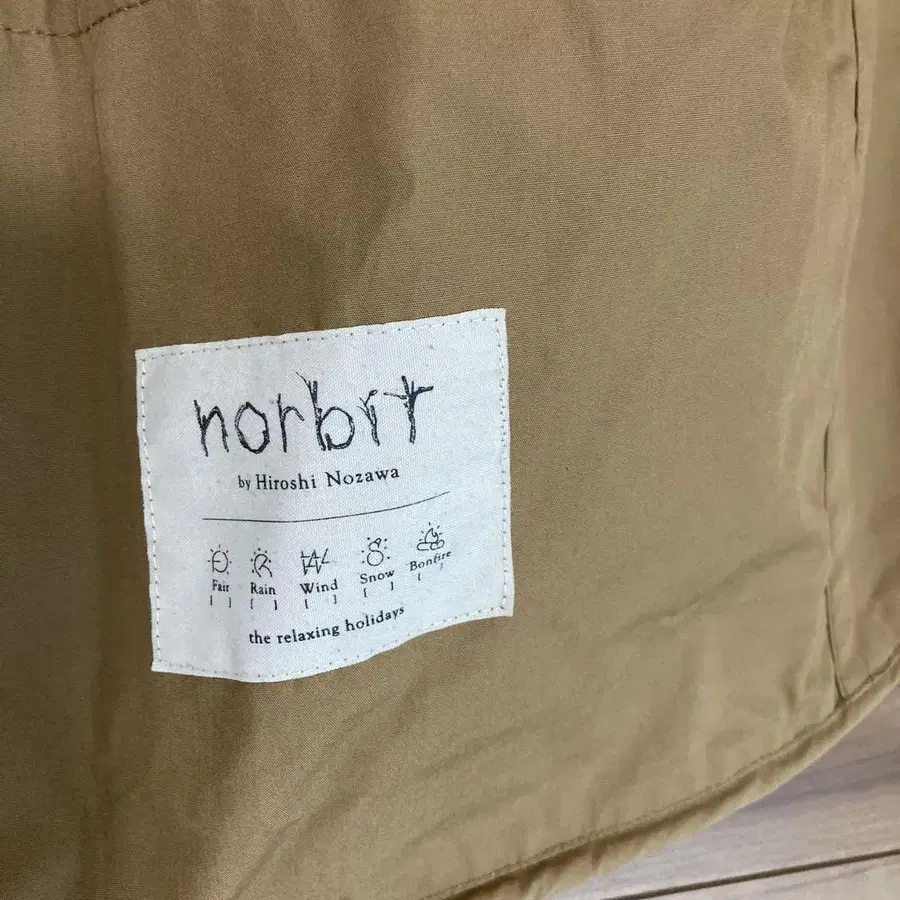 norbit
by Hiroshi Nozawa
Fair Rain Wind Snow Bonfire
[ ] [ ] [ ] [ ] [ ]
the relaxing holidays